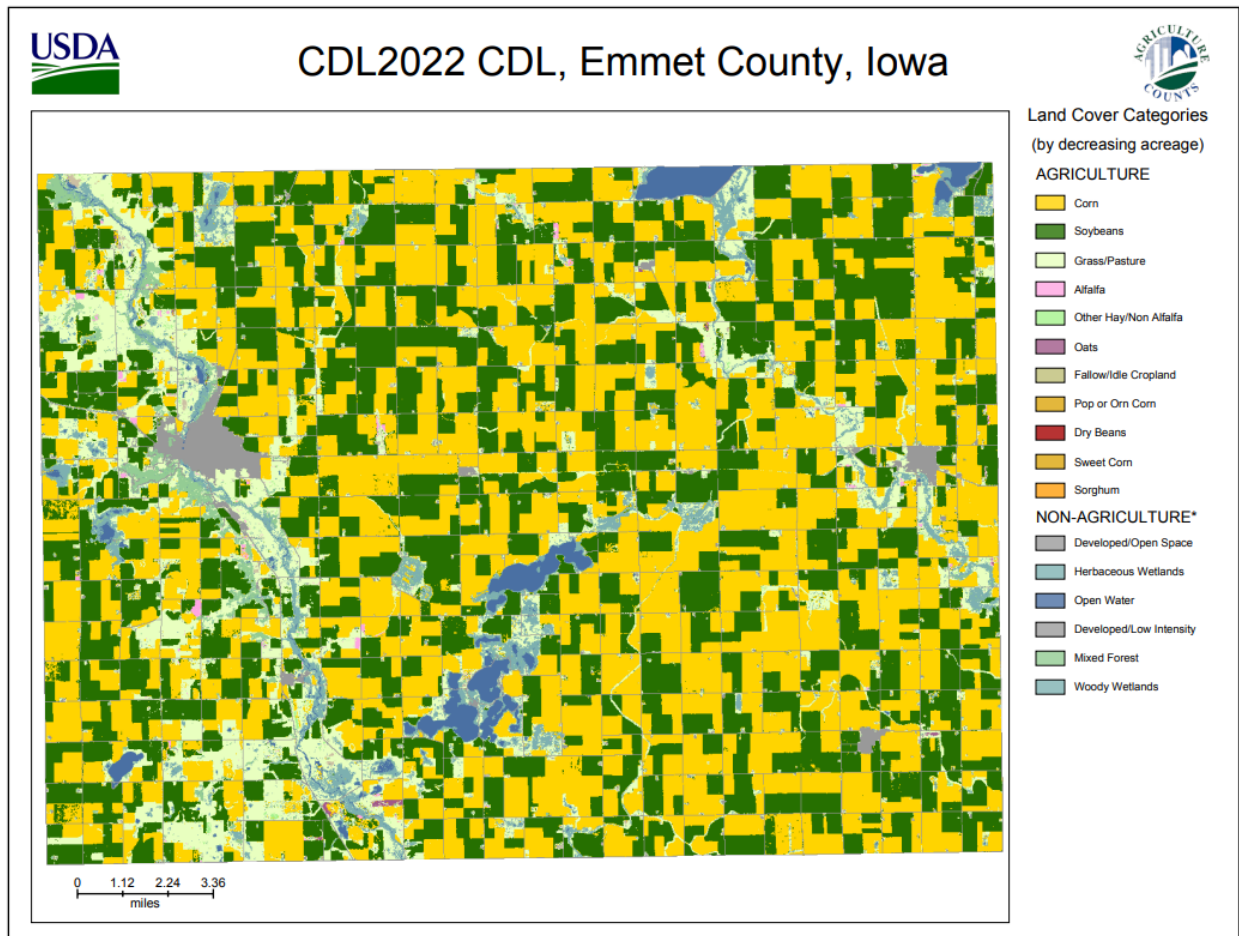 USDA
CDL2022 CDL, Emmet County, Iowa
AGRICULTURE
COUNTS
Land Cover Categories
(by decreasing acreage)
AGRICULTURE
Corn
Soybeans
Grass/Pasture
Alfalfa
Other Hay/Non Alfalfa
Oats
Fallow/Idle Cropland
Pop or Orn Corn
Dry Beans
Sweet Corn
Sorghum
NON-AGRICULTURE*
Developed/Open Space
Herbaceous Wetlands
Open Water
Developed/Low Intensity
Mixed Forest
Woody Wetlands
0 1.12 2.24 3.36
miles